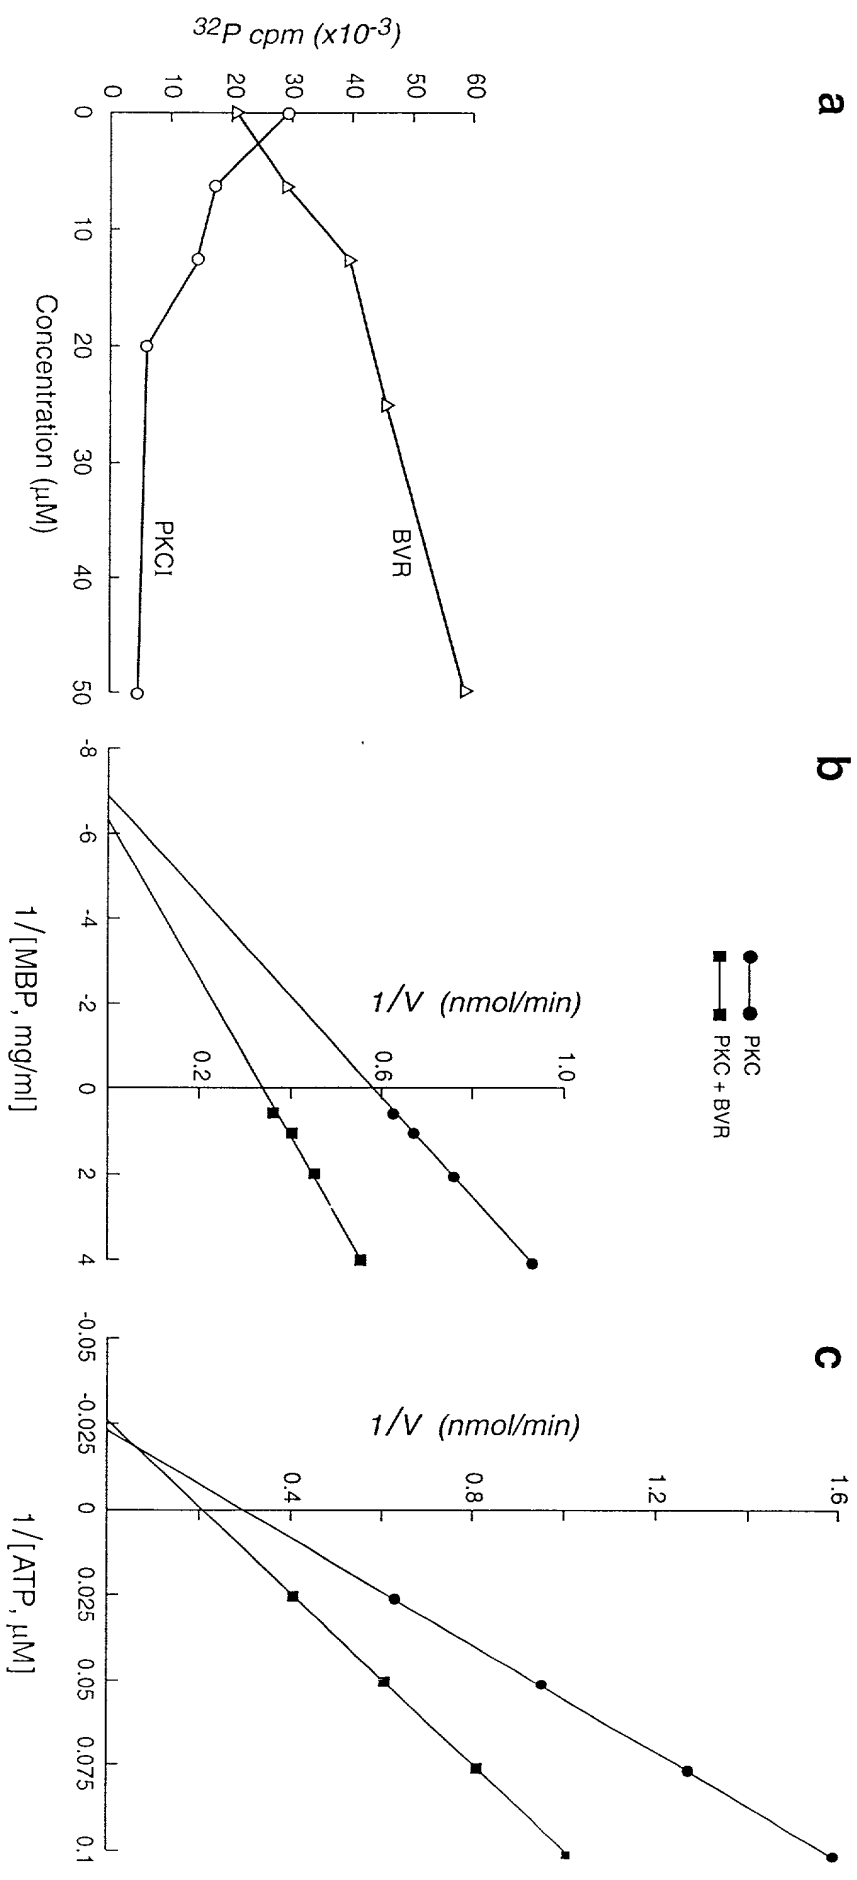 a
32P cpm (x10-3)
60
50
40
30
20
10
0
0 10 20 30 40 50
Concentration (μM)
BVR
PKCI
b
PKC
PKC + BVR
1/V (nmol/min)
1.0
0.6
0.2
-8 -6 -4 -2 0 2 4
1/[MBP, mg/ml]
c
1/V (nmol/min)
1.6
1.2
0.8
0.4
-0.05 -0.025 0 0.025 0.05 0.075 0.1
1/[ATP, μM]